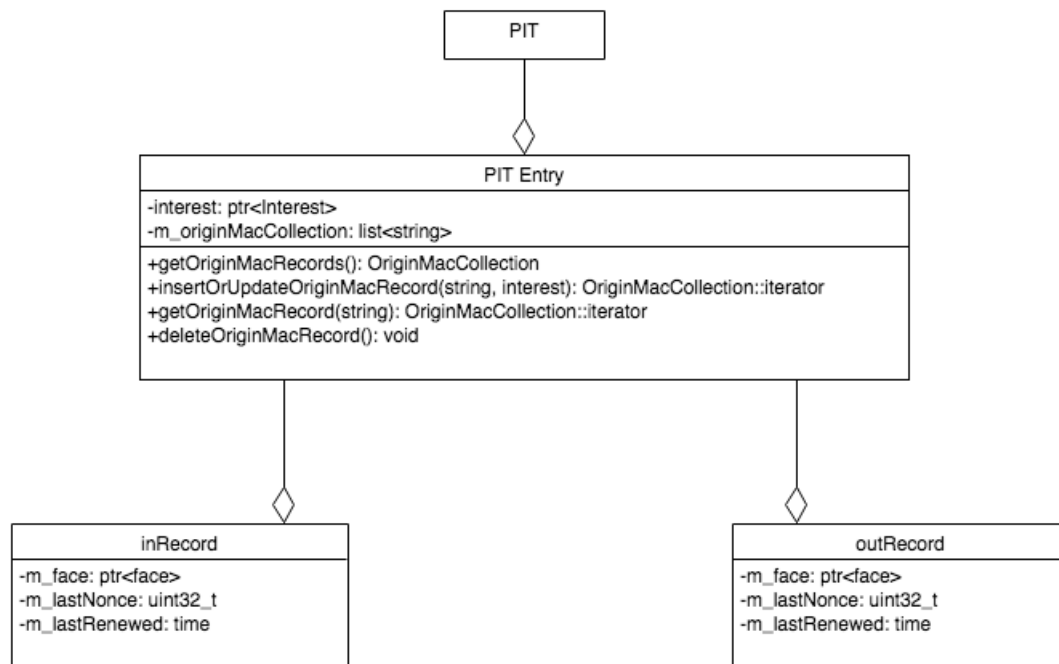 PIT
PIT Entry
-interest: ptr<Interest>
-m_originMacCollection: list<string>
+getOriginMacRecords(): OriginMacCollection
+insertOrUpdateOriginMacRecord(string, interest): OriginMacCollection::iterator
+getOriginMacRecord(string): OriginMacCollection::iterator
+deleteOriginMacRecord(): void
inRecord
-m_face: ptr<face>
-m_lastNonce: uint32_t
-m_lastRenewed: time
outRecord
-m_face: ptr<face>
-m_lastNonce: uint32_t
-m_lastRenewed: time